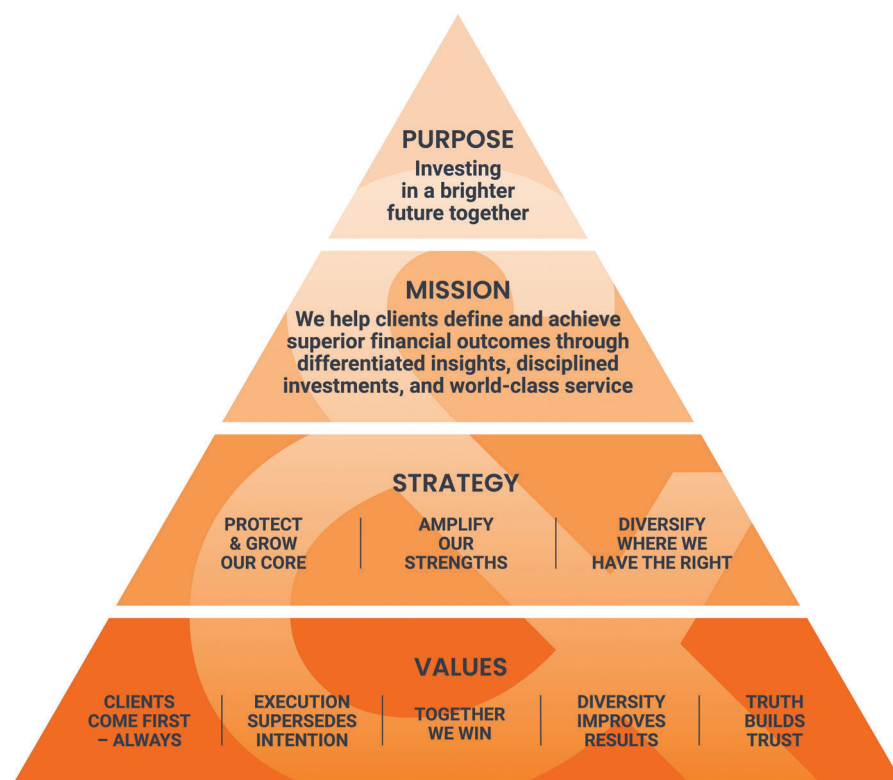 PURPOSE
Investing
in a brighter
future together
MISSION
We help clients define and achieve
superior financial outcomes through
differentiated insights, disciplined
investments, and world-class service
STRATEGY
PROTECT
& GROW
OUR CORE
AMPLIFY
OUR
STRENGTHS
DIVERSIFY
WHERE WE
HAVE THE RIGHT
VALUES
CLIENTS
COME FIRST
– ALWAYS
EXECUTION
SUPERSEDES
INTENTION
TOGETHER
WE WIN
DIVERSITY
IMPROVES
RESULTS
TRUTH
BUILDS
TRUST